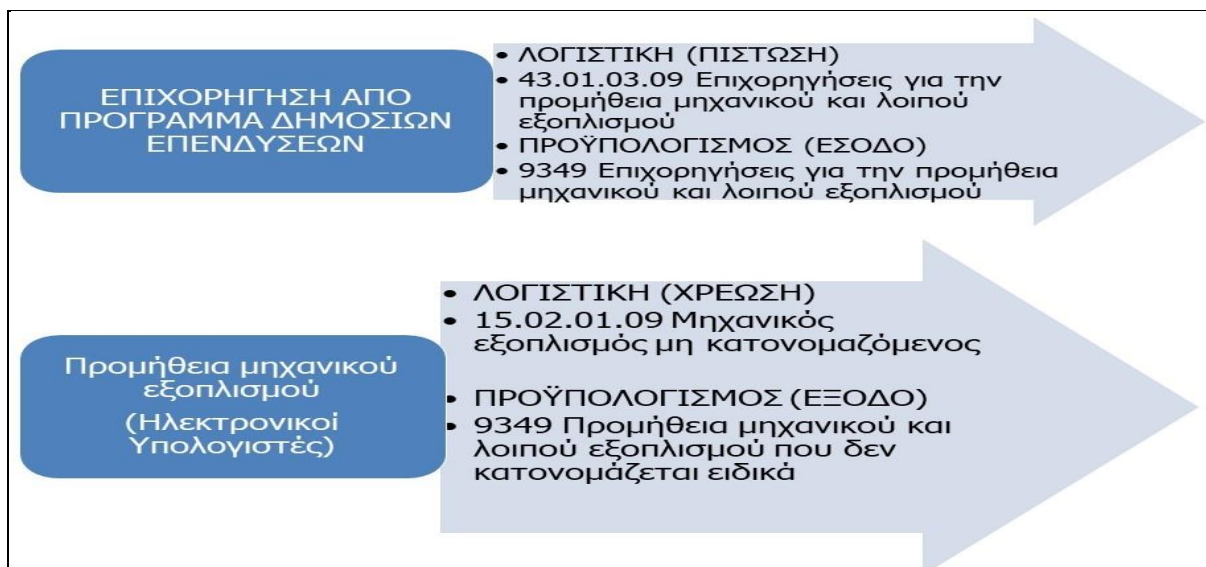 ΕΠΙΧΟΡΗΓΗΣΗ ΑΠΟ
ΠΡΟΓΡΑΜΜΑ ΔΗΜΟΣΙΩΝ
ΕΠΕΝΔΥΣΕΩΝ
• ΛΟΓΙΣΤΙΚΗ (ΠΙΣΤΩΣΗ)
• 43.01.03.09 Επιχορηγήσεις για την
προμήθεια μηχανικού και λοιπού
εξοπλισμού
• ΠΡΟΫΠΟΛΟΓΙΣΜΟΣ (ΕΣΟΔΟ)
• 9349 Επιχορηγήσεις για την προμήθεια
μηχανικού και λοιπού εξοπλισμού
Προμήθεια μηχανικού
εξοπλισμού
(Ηλεκτρονικοί
Υπολογιστές)
• ΛΟΓΙΣΤΙΚΗ (ΧΡΕΩΣΗ)
• 15.02.01.09 Μηχανικός
εξοπλισμός μη κατονομαζόμενος
• ΠΡΟΫΠΟΛΟΓΙΣΜΟΣ (ΕΞΟΔΟ)
• 9349 Προμήθεια μηχανικού και
λοιπού εξοπλισμού που δεν
κατονομάζεται ειδικά